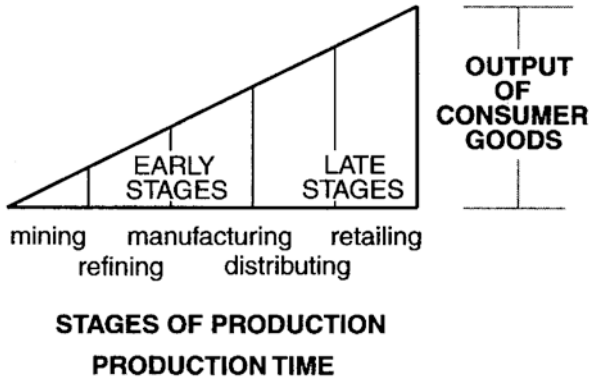 EARLY
STAGES
LATE
STAGES
OUTPUT
OF
CONSUMER
GOODS
mining manufacturing retailing
refining distributing
STAGES OF PRODUCTION
PRODUCTION TIME